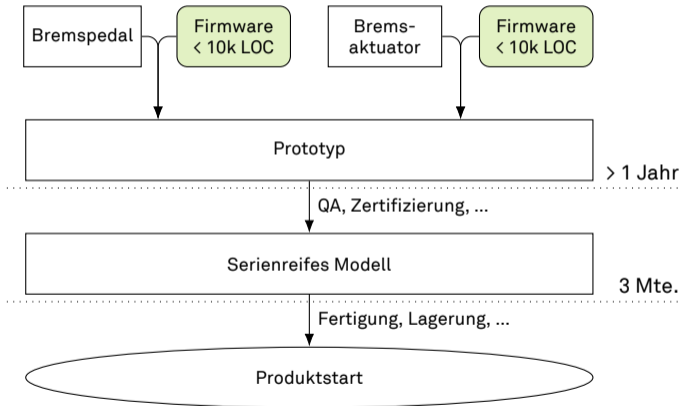 Bremspedal
Firmware
< 10k LOC
Brems-
aktuator
Firmware
< 10k LOC
Prototyp
> 1 Jahr
QA, Zertifizierung, ...
Serienreifes Modell
3 Mte.
Fertigung, Lagerung, ...
Produktstart